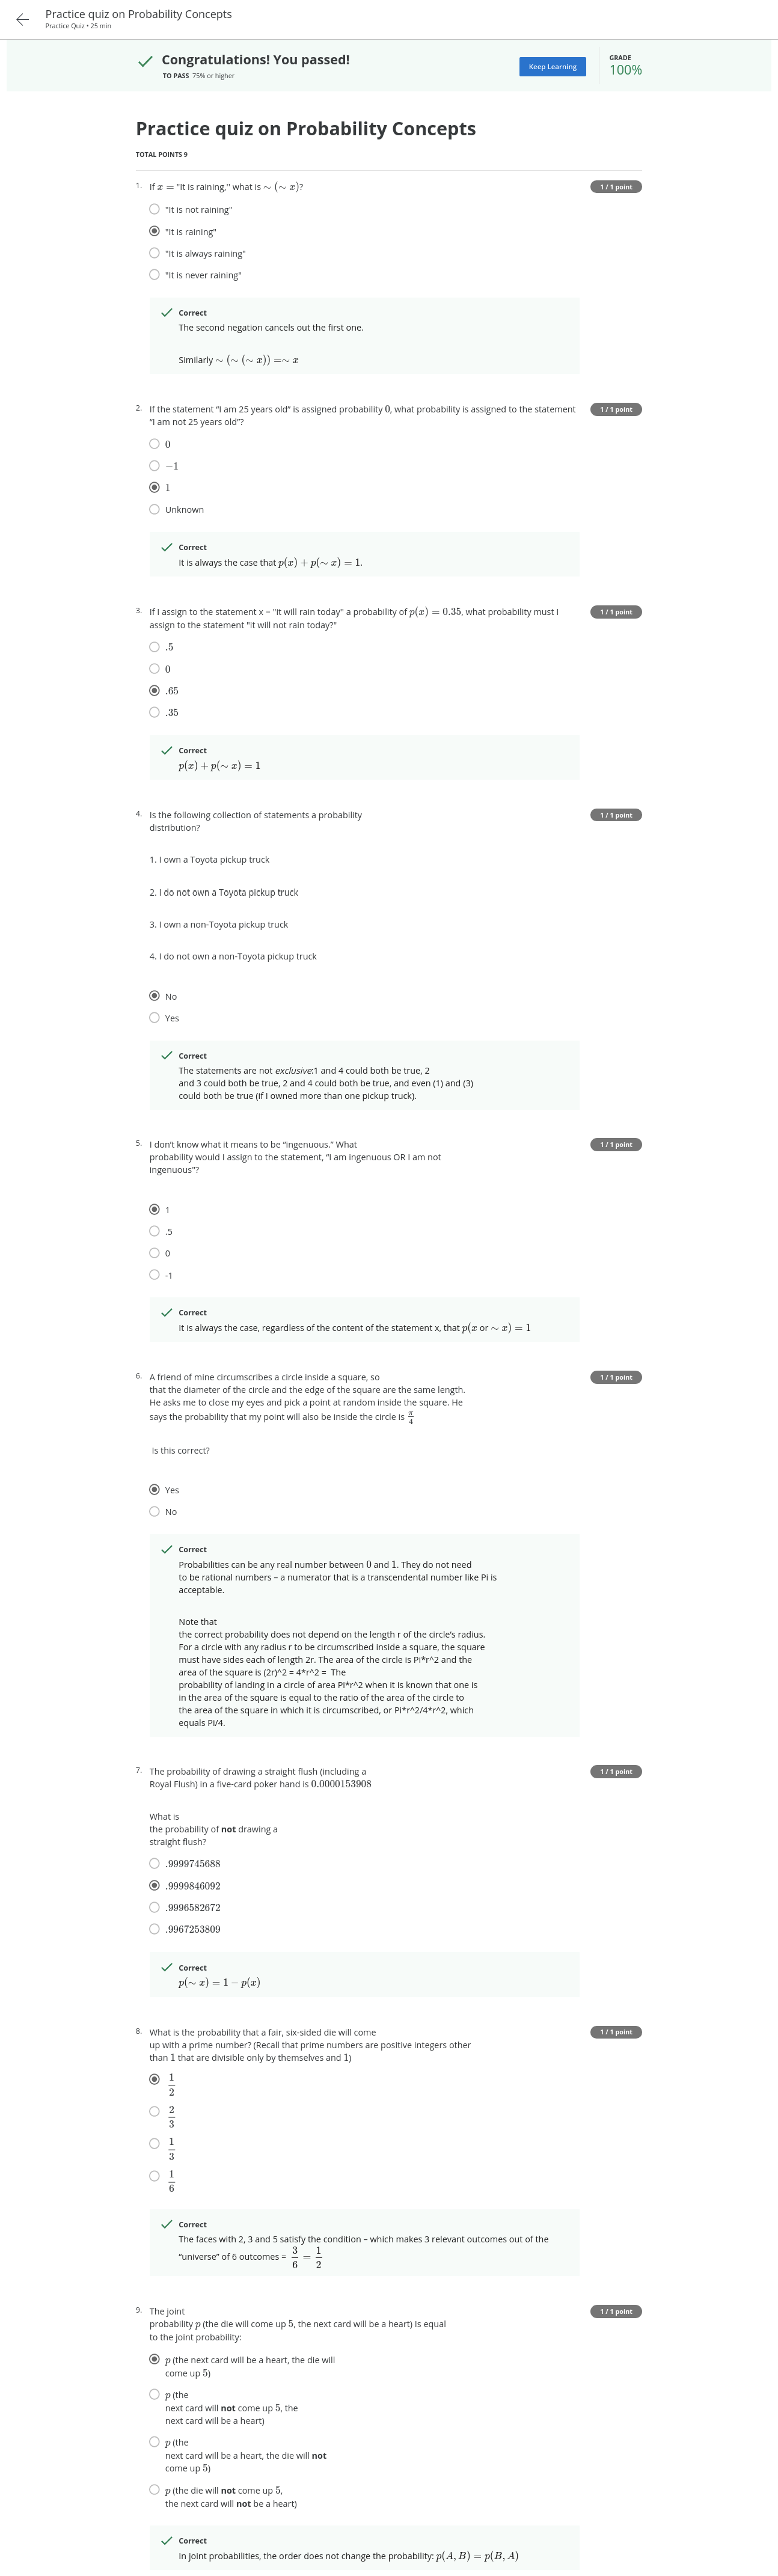 Practice quiz on Probability Concepts
Practice Quiz • 25 min
Congratulations! You passed!
TO PASS 75% or higher
Keep Learning
GRADE
100%
Practice quiz on Probability Concepts
TOTAL POINTS 9
1. If x = "It is raining,'' what is ∼ (∼ x)?
1 / 1 point
"It is not raining"
"It is raining"
"It is always raining"
"It is never raining"
Correct
The second negation cancels out the first one.
Similarly ∼ (∼ (∼ x)) =∼ x
2. If the statement “I am 25 years old” is assigned probability 0, what probability is assigned to the statement
“I am not 25 years old”?
1 / 1 point
0
−1
1
Unknown
Correct
It is always the case that p(x) + p(∼ x) = 1.
3. If I assign to the statement x = "it will rain today" a probability of p(x) = 0.35, what probability must I
assign to the statement "it will not rain today?"
1 / 1 point
.5
0
.65
.35
Correct
p(x) + p(∼ x) = 1
4. Is the following collection of statements a probability
distribution?
1 / 1 point
1. I own a Toyota pickup truck
2. I do not own a Toyota pickup truck
3. I own a non-Toyota pickup truck
4. I do not own a non-Toyota pickup truck
No
Yes
Correct
The statements are not exclusive:1 and 4 could both be true, 2
and 3 could both be true, 2 and 4 could both be true, and even (1) and (3)
could both be true (if I owned more than one pickup truck).
5. I don’t know what it means to be “ingenuous.” What
probability would I assign to the statement, “I am ingenuous OR I am not
ingenuous"?
1 / 1 point
1
.5
0
-1
Correct
It is always the case, regardless of the content of the statement x, that p(x or ∼ x) = 1
6. A friend of mine circumscribes a circle inside a square, so
that the diameter of the circle and the edge of the square are the same length.
He asks me to close my eyes and pick a point at random inside the square. He
says the probability that my point will also be inside the circle is π/4
1 / 1 point
Is this correct?
Yes
No
Correct
Probabilities can be any real number between 0 and 1. They do not need
to be rational numbers – a numerator that is a transcendental number like Pi is
acceptable.
Note that
the correct probability does not depend on the length r of the circle’s radius.
For a circle with any radius r to be circumscribed inside a square, the square
must have sides each of length 2r. The area of the circle is Pi*r^2 and the
area of the square is (2r)^2 = 4*r^2 = The
probability of landing in a circle of area Pi*r^2 when it is known that one is
in the area of the square is equal to the ratio of the area of the circle to
the area of the square in which it is circumscribed, or Pi*r^2/4*r^2, which
equals Pi/4.
7. The probability of drawing a straight flush (including a
Royal Flush) in a five-card poker hand is 0.0000153908
1 / 1 point
What is
the probability of not drawing a
straight flush?
.9999745688
.9999846092
.9996582672
.9967253809
Correct
p(∼ x) = 1 − p(x)
8. What is the probability that a fair, six-sided die will come
up with a prime number? (Recall that prime numbers are positive integers other
than 1 that are divisible only by themselves and 1)
1 / 1 point
1/2
2/3
1/3
1/6
Correct
The faces with 2, 3 and 5 satisfy the condition – which makes 3 relevant outcomes out of the
“universe” of 6 outcomes = 3/6 = 1/2
9. The joint
probability p (the die will come up 5, the next card will be a heart) is equal
to the joint probability:
1 / 1 point
p (the next card will be a heart, the die will
come up 5)
p (the
next card will not come up 5, the
next card will be a heart)
p (the
next card will be a heart, the die will not
come up 5)
p (the die will not come up 5,
the next card will not be a heart)
Correct
In joint probabilities, the order does not change the probability: p(A, B) = p(B, A)